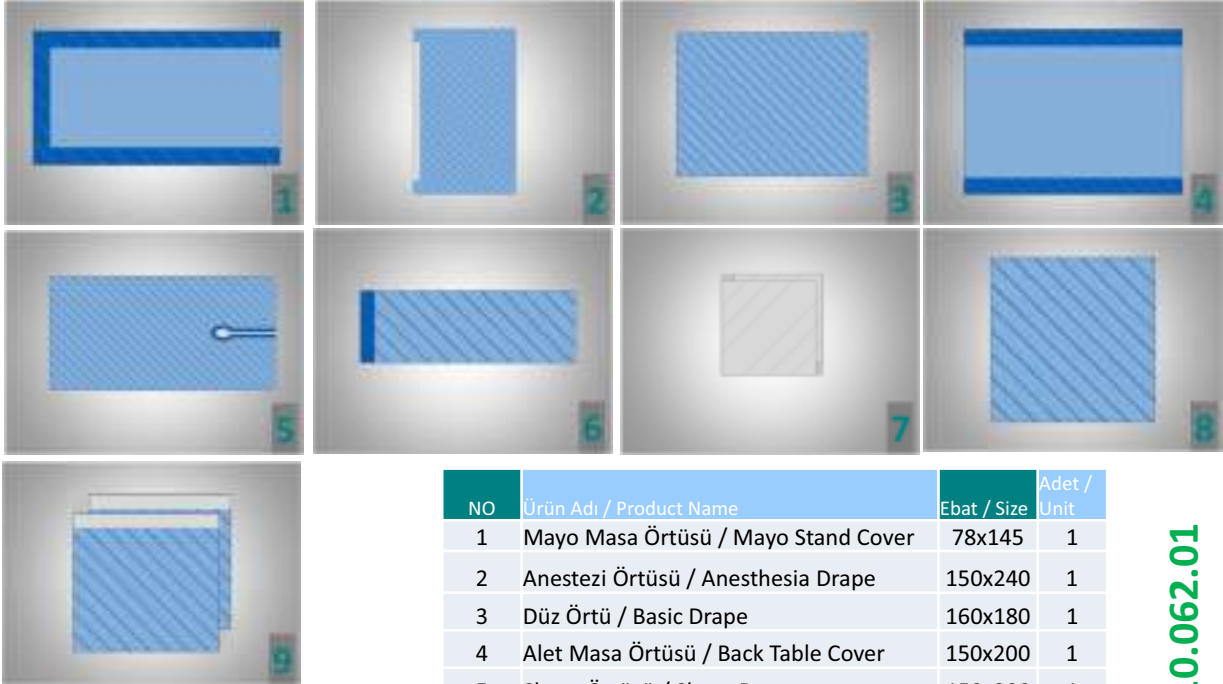 1
2
3
4
5
6
7
8
9
NO Ürün Adı / Product Name Ebat / Size Adet / Unit
1 Mayo Masa Örtüsü / Mayo Stand Cover 78x145 1
2 Anestezi Örtüsü / Anesthesia Drape 150x240 1
3 Düz Örtü / Basic Drape 160x180 1
4 Alet Masa Örtüsü / Back Table Cover 150x200 1
0.062.01